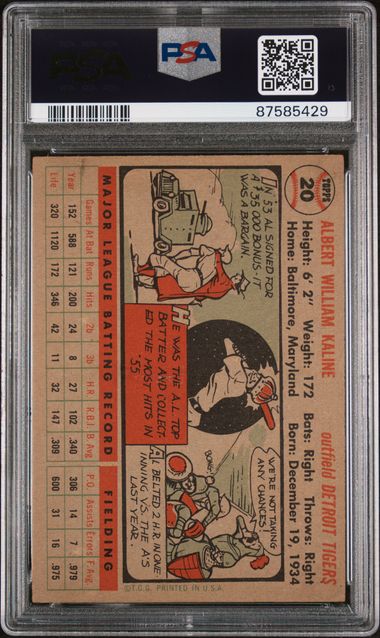 PSA
PSA
87585429
TOPPS
20
ALBERT WILLIAM KALINE
outfield DETROIT TIGERS
Height: 6' 2" Weight: 172 Bats: Right Throws: Right
Home: Baltimore, Maryland Born: December 19, 1934
IN '53 AL SIGNED FOR
A $35,000 BONUS-IT
WAS A BARGAIN.
HE WAS THE A.L. TOP
BATTER AND COLLECT-
ED THE MOST HITS IN
'55
WE'RE NOT TAKING
ANY CHANCES
AL BELTED 2 H.R. IN ONE
INNING VS. THE A'S
LAST YEAR.
MAJOR LEAGUE BATTING RECORD FIELDING
Games At Bat Runs Hits 2b 3b H.R. R.B.I. B. Avg. P.O. Assists Errors F. Avg.
Year 152 588 121 200 24 8 27 102 .340 306 14 7 .979
Life 320 1120 172 346 42 11 32 147 .309 600 31 16 .975
©T.C.G. PRINTED IN U.S.A.